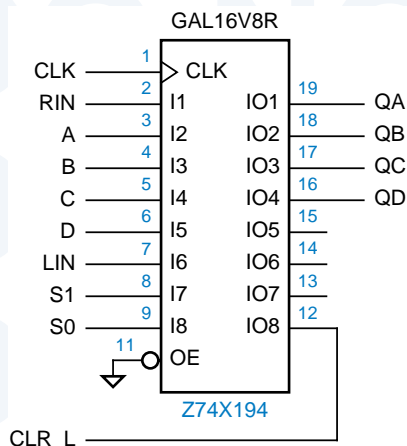 GAL16V8R
CLK 1 CLK
RIN 2 I1 IO1 19 QA
A 3 I2 IO2 18 QB
B 4 I3 IO3 17 QC
C 5 I4 IO4 16 QD
D 6 I5 IO5 15
LIN 7 I6 IO6 14
S1 8 I7 IO7 13
S0 9 I8 IO8 12
11 OE
Z74X194
CLR_L